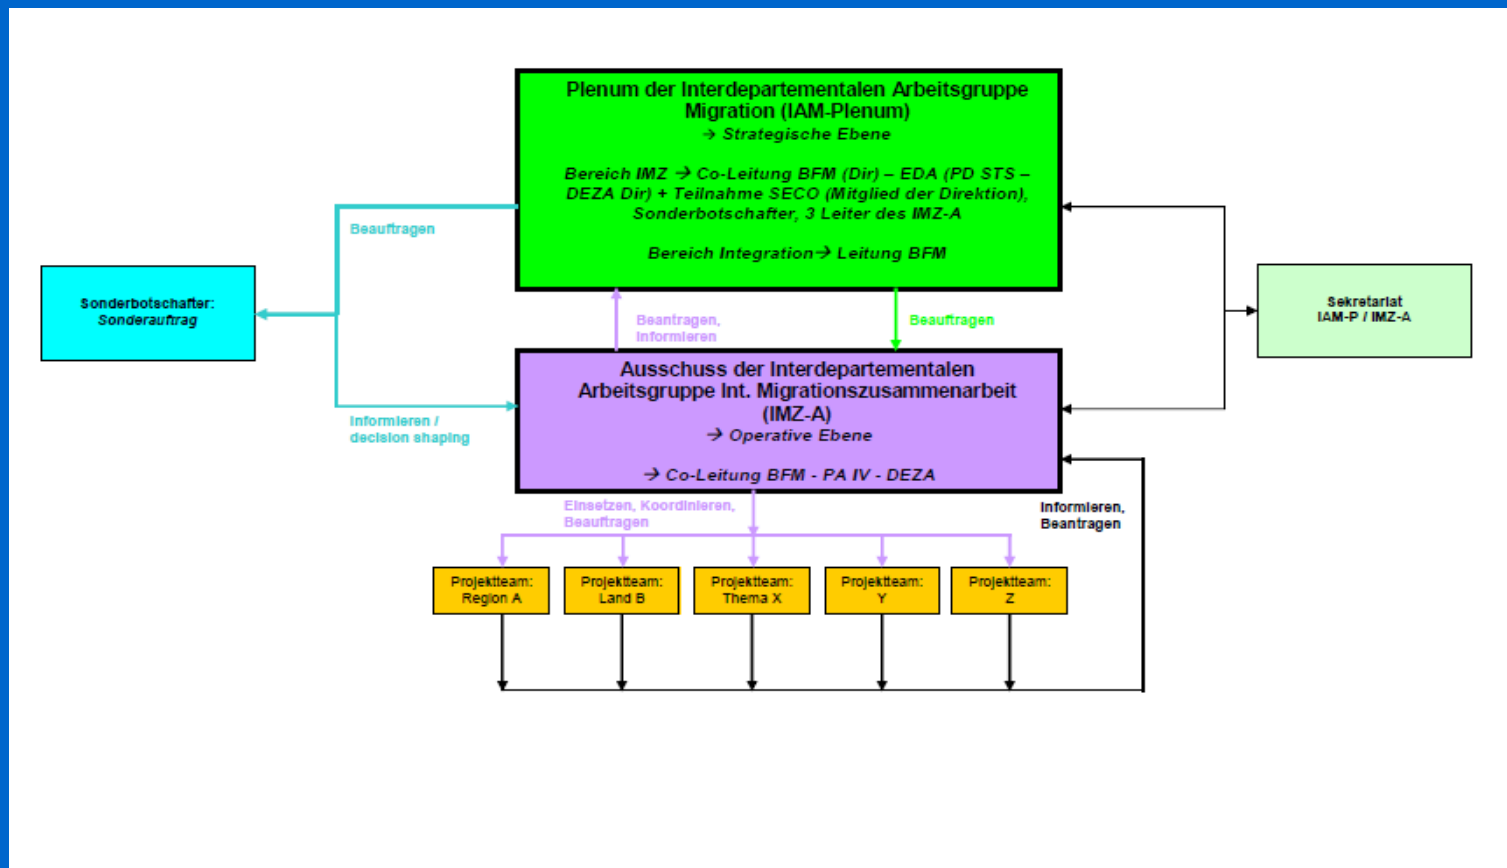 Plenum der Interdepartementalen Arbeitsgruppe
Migration (IAM-Plenum)
→ Strategische Ebene
Bereich IMZ → Co-Leitung BFM (Dir) – EDA (PD STS –
DEZA Dir) + Teilnahme SECO (Mitglied der Direktion),
Sonderbotschafter, 3 Leiter des IMZ-A
Bereich Integration → Leitung BFM
Beauftragen
Sonderbotschafter:
Sonderauftrag
Sekretariat
IAM-P / IMZ-A
Beantragen,
Informieren
Beauftragen
Ausschuss der Interdepartementalen
Arbeitsgruppe Int. Migrationszusammenarbeit
(IMZ-A)
→ Operative Ebene
→ Co-Leitung BFM - PA IV - DEZA
Informieren /
decision shaping
Einsetzen, Koordinieren,
Beauftragen
Informieren,
Beantragen
Projektteam:
Region A
Projektteam:
Land B
Projektteam:
Thema X
Projektteam:
Y
Projektteam:
Z